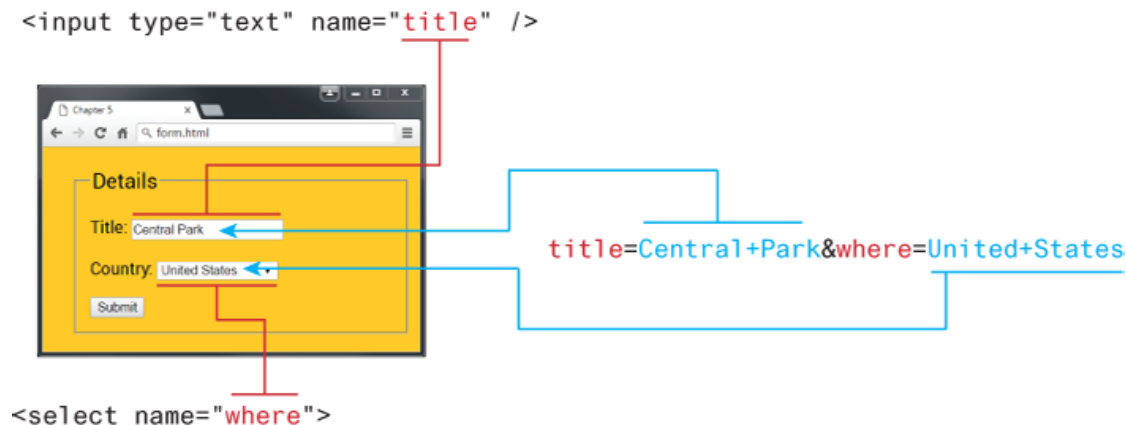 <input type="text" name="title" />
Chapter 5
form.html
Details
Title: Central Park
title=Central+Park&where=United+States
Country: United States
Submit
<select name="where">